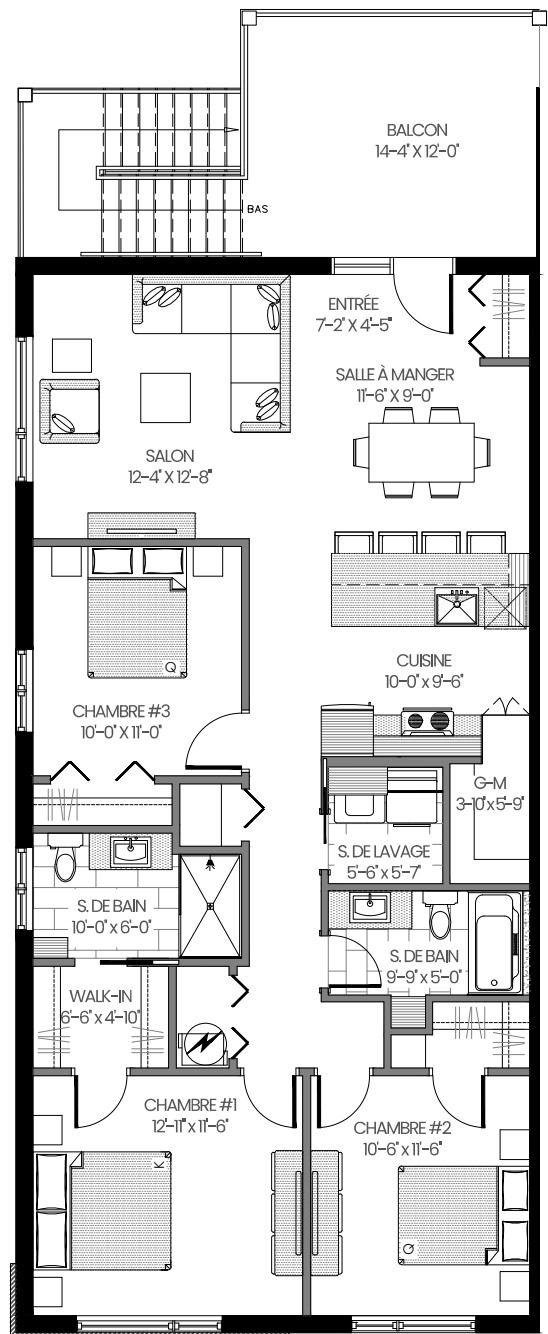 BALCON
14'-4" X 12'-0"
BAS
ENTRÉE
7'-2" X 4'-5"
SALLE À MANGER
11'-6" X 9'-0"
SALON
12'-4" X 12'-8"
CUISINE
10'-0" x 9'-6"
Q
CHAMBRE #3
10'-0" X 11'-0"
G-M
3'-10" x 5'-9"
S. DE LAVAGE
5'-6" x 5'-7"
S. DE BAIN
10'-0" X 6'-0"
S. DE BAIN
9'-9" x 5'-0"
WALK-IN
6'-6" x 4'-10"
CHAMBRE #1
12'-11" x 11'-6"
CHAMBRE #2
10'-6" x 11'-6"
K
Q